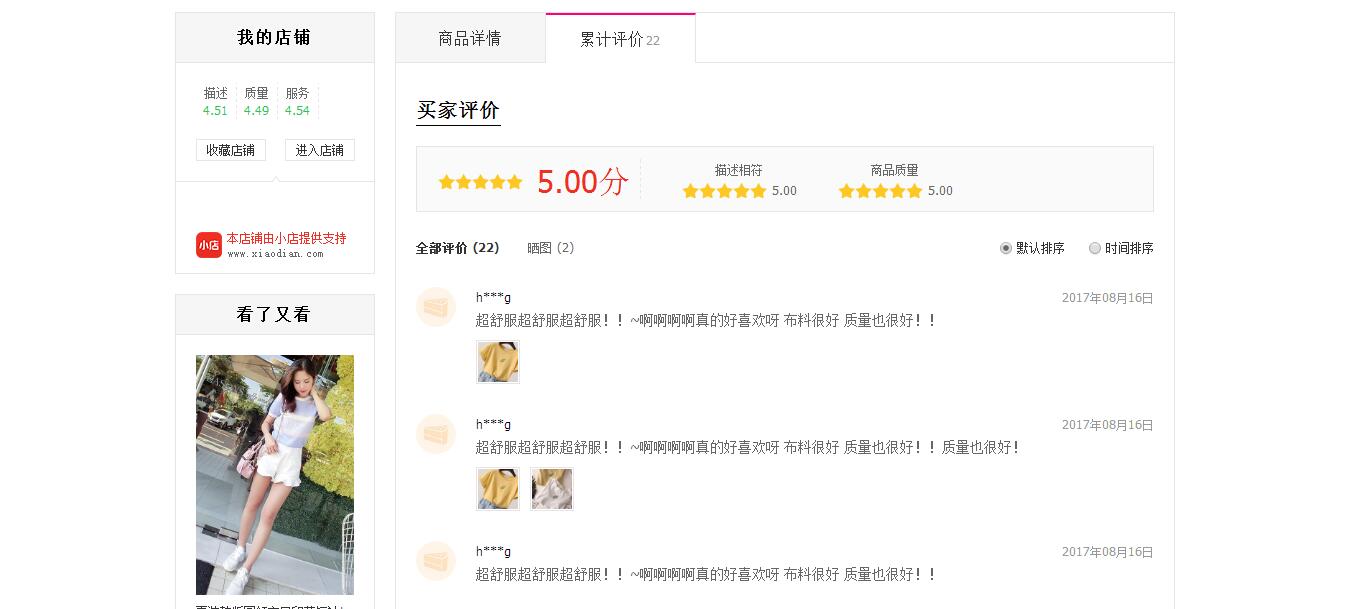 我的店铺
描述 质量 服务
4.51 4.49 4.54
收藏店铺 进入店铺
小店 本店铺由小店提供支持
www.xiaodian.com
看了又看
商品详情 累计评价22
买家评价
5.00分
描述相符 商品质量
5.00 5.00
全部评价 (22) 晒图 (2) 默认排序 时间排序
h***g 2017年08月16日
超舒服超舒服超舒服！！~啊啊啊啊真的好喜欢呀 布料很好 质量也很好！！
h***g 2017年08月16日
超舒服超舒服超舒服！！~啊啊啊啊真的好喜欢呀 布料很好 质量也很好！！质量也很好！
h***g 2017年08月16日
超舒服超舒服超舒服！！~啊啊啊啊真的好喜欢呀 布料很好 质量也很好！！